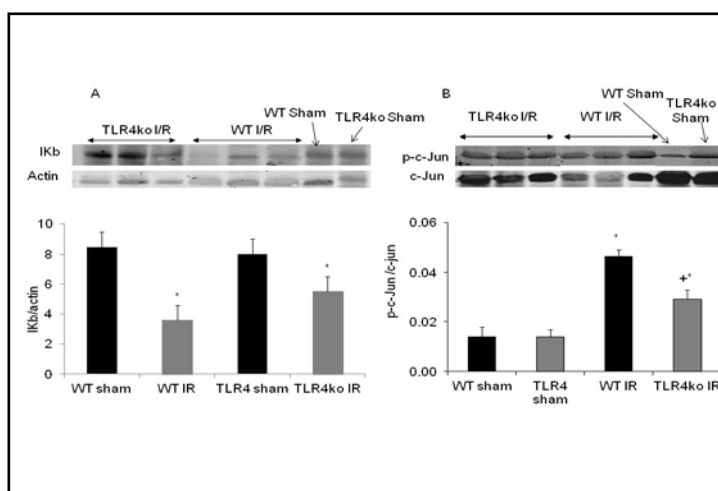 A
TLR4ko I/R
WT I/R
WT Sham
TLR4ko Sham
IKb
Actin
IKb/actin
8
6
4
2
0
WT sham
WT IR
TLR4 sham
TLR4ko IR
*
*
B
TLR4ko I/R
WT I/R
WT Sham
TLR4ko
Sham
p-c-Jun
c-Jun
p-c-Jun /c-jun
0.06
0.04
0.02
0.00
WT sham
TLR4
sham
WT IR
TLR4ko IR
*
+*